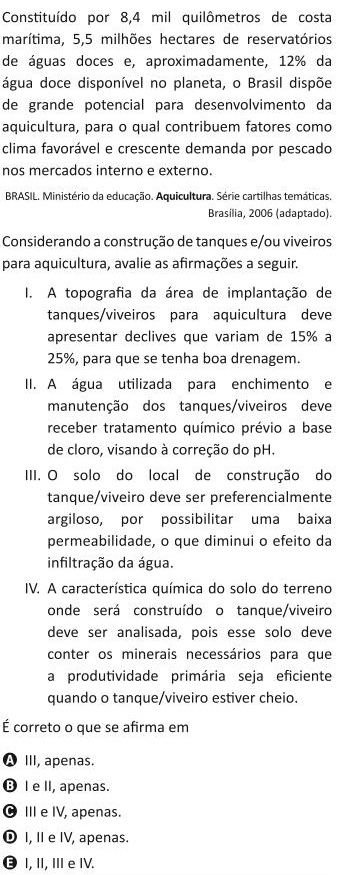 Constituído por 8,4 mil quilômetros de costa
marítima, 5,5 milhões hectares de reservatórios
de águas doces e, aproximadamente, 12% da
água doce disponível no planeta, o Brasil dispõe
de grande potencial para desenvolvimento da
aquicultura, para o qual contribuem fatores como
clima favorável e crescente demanda por pescado
nos mercados interno e externo.
BRASIL. Ministério da educação. Aquicultura. Série cartilhas temáticas.
Brasília, 2006 (adaptado).
Considerando a construção de tanques e/ou viveiros
para aquicultura, avalie as afirmações a seguir.
I. A topografia da área de implantação de
tanques/viveiros para aquicultura deve
apresentar declives que variam de 15% a
25%, para que se tenha boa drenagem.
II. A água utilizada para enchimento e
manutenção dos tanques/viveiros deve
receber tratamento químico prévio a base
de cloro, visando à correção do pH.
III. O solo do local de construção do
tanque/viveiro deve ser preferencialmente
argiloso, por possibilitar uma baixa
permeabilidade, o que diminui o efeito da
infiltração da água.
IV. A característica química do solo do terreno
onde será construído o tanque/viveiro
deve ser analisada, pois esse solo deve
conter os minerais necessários para que
a produtividade primária seja eficiente
quando o tanque/viveiro estiver cheio.
É correto o que se afirma em
A III, apenas.
B I e II, apenas.
C III e IV, apenas.
D I, II e IV, apenas.
E I, II, III e IV.